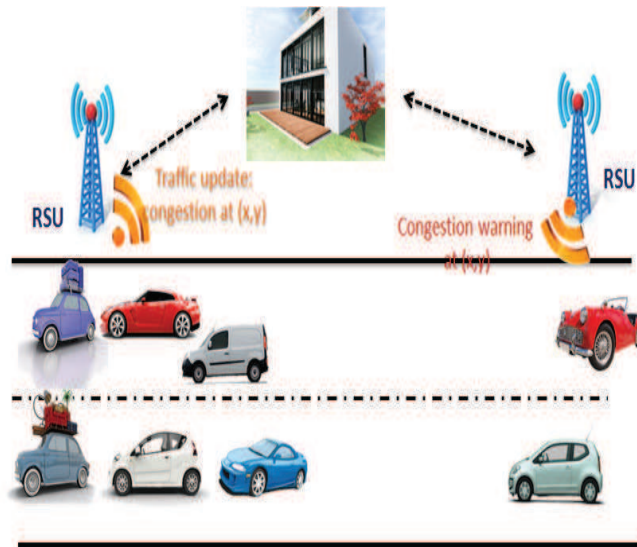 Traffic update:
congestion at (x,y)
RSU
RSU
Congestion warning
at (x,y)